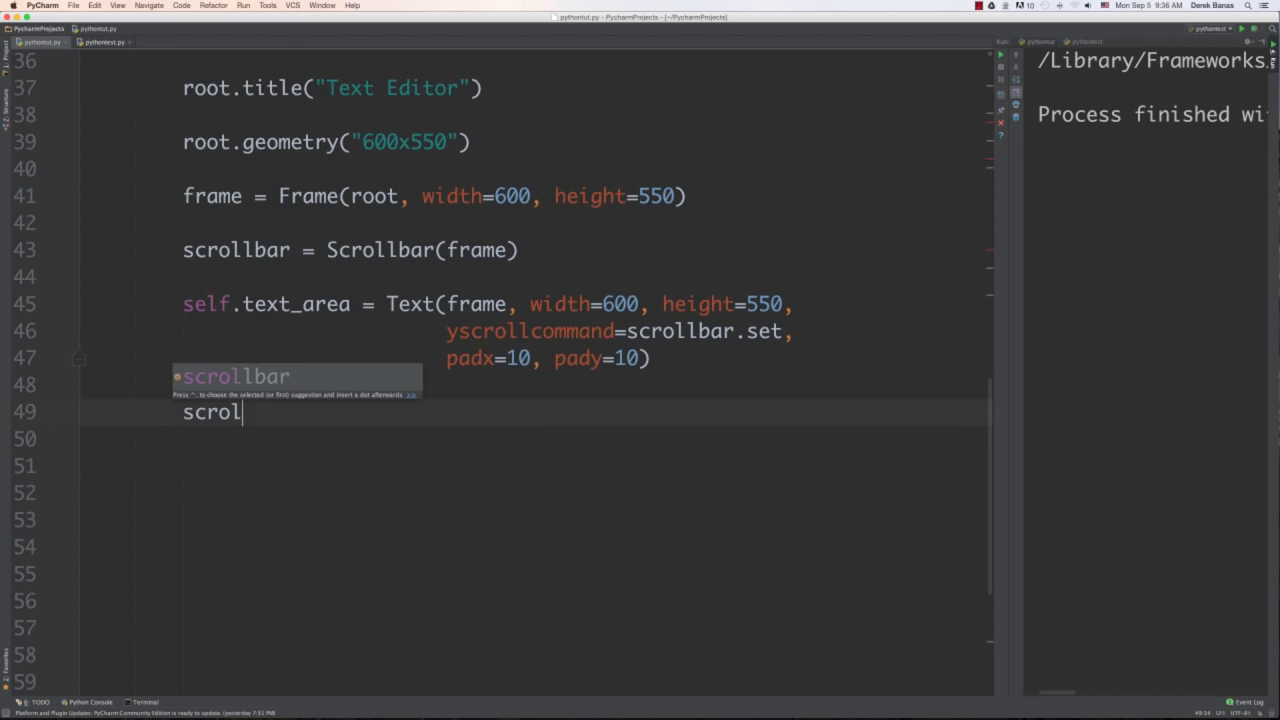 PyCharm File Edit View Navigate Code Refactor Run Tools VCS Window Help 10 Mon Sep 5 9:36 AM Derek Banas
pythontut.py - PycharmProjects - [~/PycharmProjects]
PycharmProjects pythontut.py pythontest
pythontut.py pythontest.py Run: pythontut pythontest
36
37 root.title("Text Editor")
38
39 root.geometry("600x550")
40
41 frame = Frame(root, width=600, height=550)
42
43 scrollbar = Scrollbar(frame)
44
45 self.text_area = Text(frame, width=600, height=550,
46 yscrollcommand=scrollbar.set,
47 padx=10, pady=10)
scrollbar
48
Press ^. to choose the selected (or first) suggestion and insert a dot afterwards >>
49 scrol
50
51
52
53
54
55
56
57
58
59
/Library/Frameworks
Process finished wi
1: Project
7: Structure
2: Favorites
4: Run
6: TODO Python Console Terminal Event Log
Platform and Plugin Updates: PyCharm Community Edition is ready to update. (yesterday 7:51 PM) 49:14 LF÷ UTF-8÷